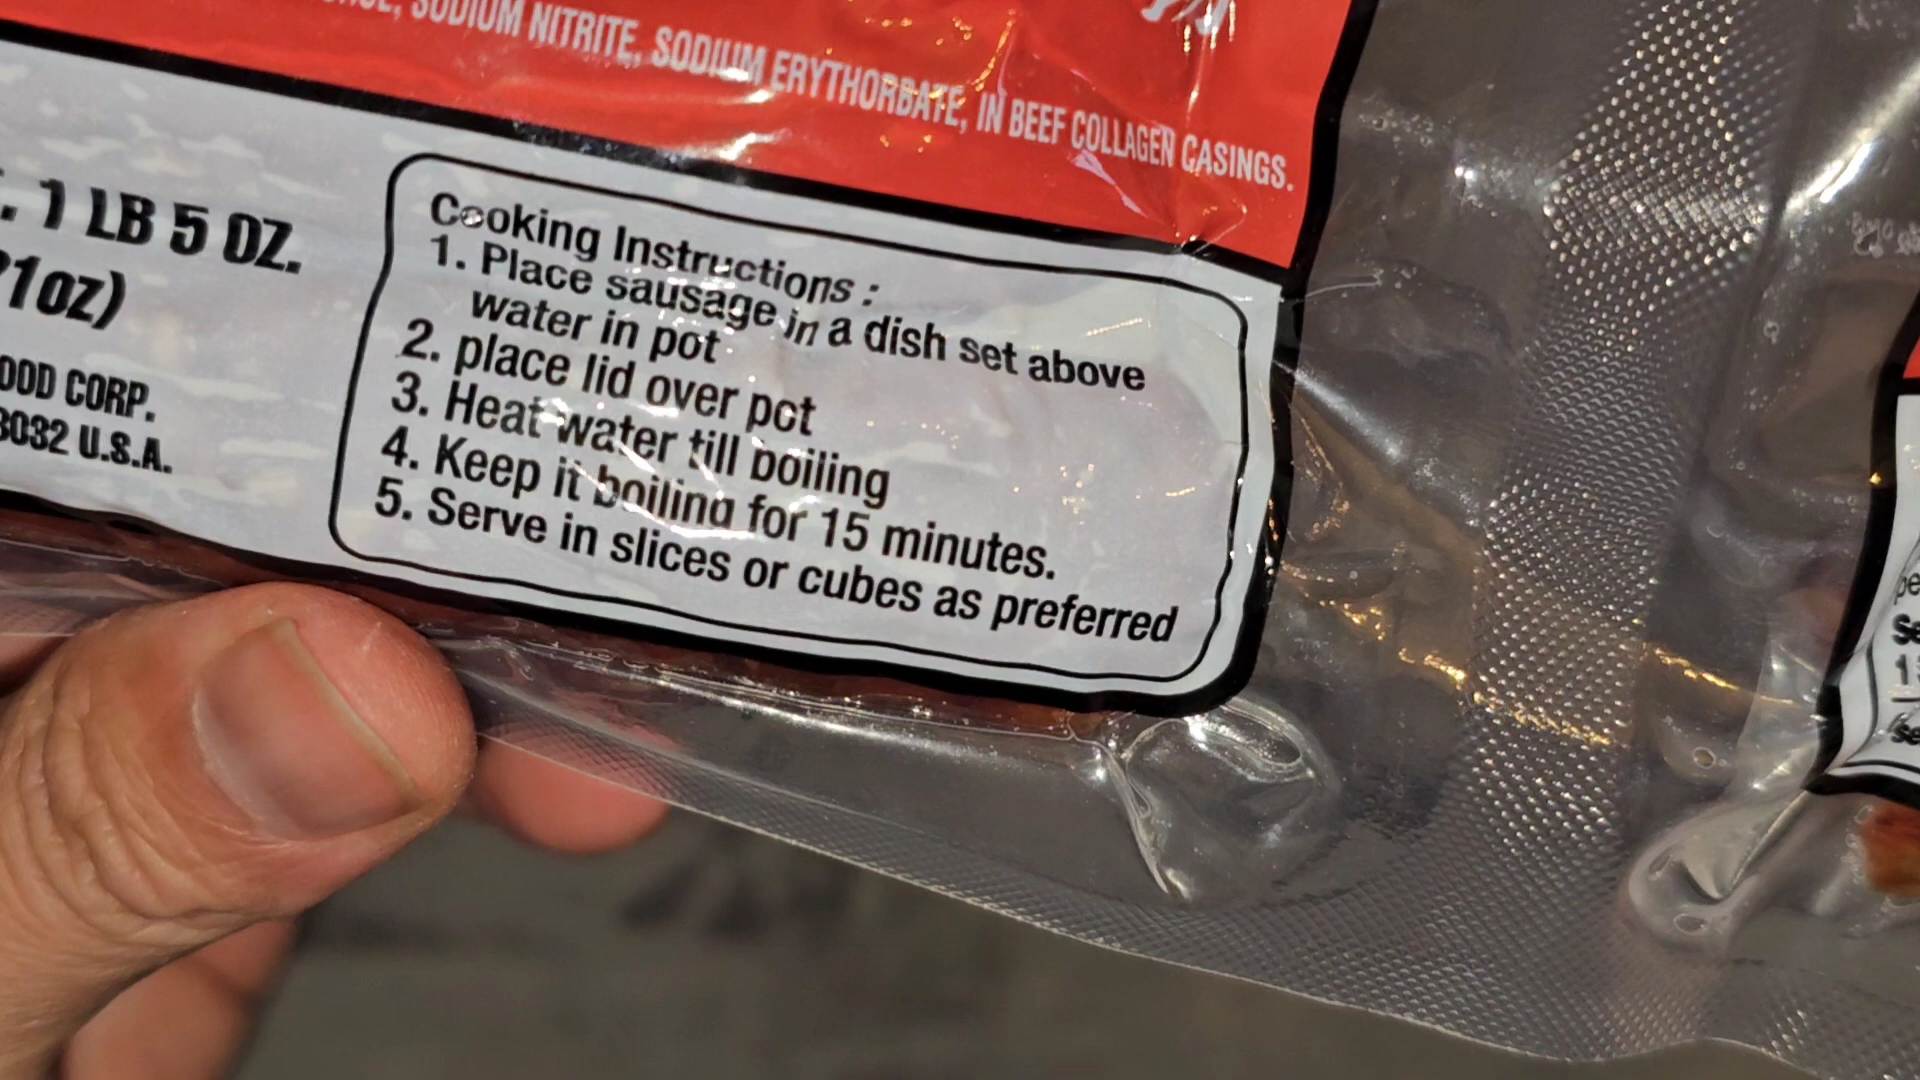 SODIUM NITRITE, SODIUM ERYTHORBATE, IN BEEF COLLAGEN CASINGS.
1 LB 5 OZ.
1oz)
CORP.
U.S.A.
Cooking Instructions :
1. Place sausage in a dish set above
water in pot
2. place lid over pot
3. Heat water till boiling
4. Keep it boiling for 15 minutes.
5. Serve in slices or cubes as preferred